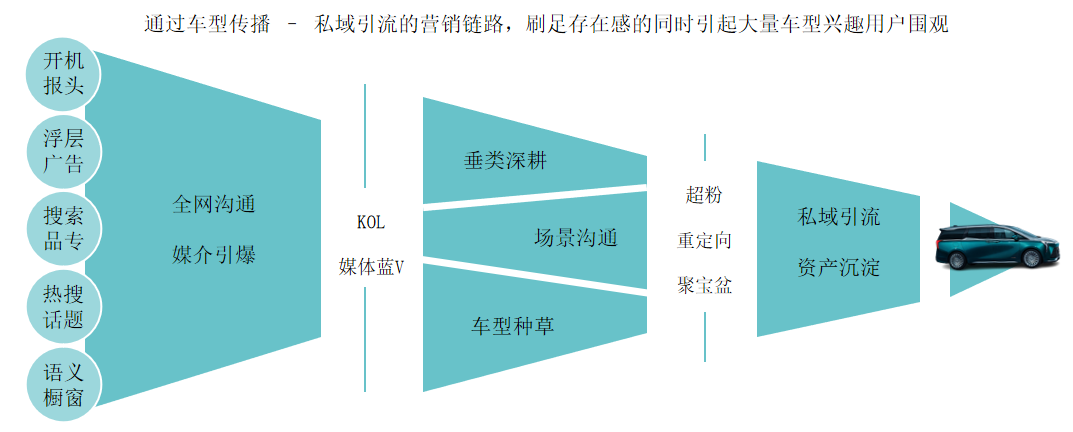 通过车型传播 － 私域引流的营销链路，刷足存在感的同时引起大量车型兴趣用户围观
开机
报头
浮层
广告
搜索
品专
热搜
话题
语义
橱窗
全网沟通
媒介引爆
KOL
媒体蓝V
垂类深耕
场景沟通
车型种草
超粉
重定向
聚宝盆
私域引流
资产沉淀